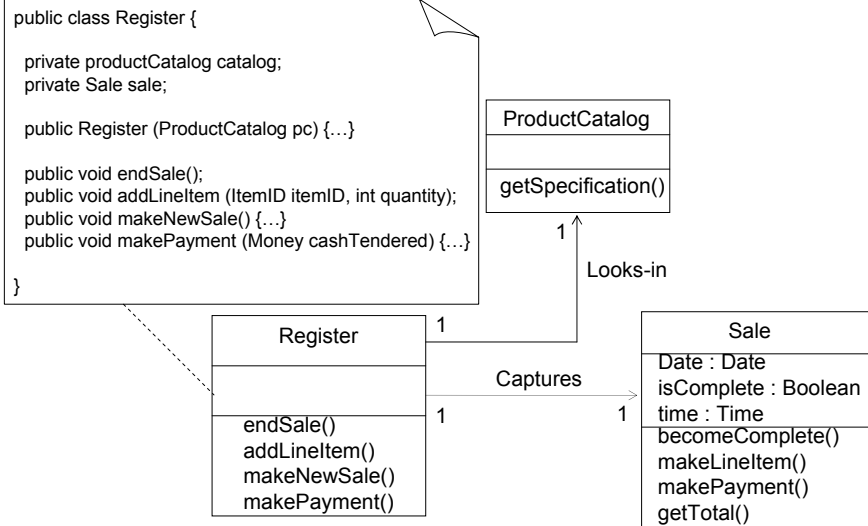 public class Register {
private productCatalog catalog;
private Sale sale;
public Register (ProductCatalog pc) {…}
public void endSale();
public void addLineItem (ItemID itemID, int quantity);
public void makeNewSale() {…}
public void makePayment (Money cashTendered) {…}
}
ProductCatalog
getSpecification()
1
Looks-in
Register
1
endSale()
addLineItem()
makeNewSale()
makePayment()
Captures
1
1
Sale
Date : Date
isComplete : Boolean
time : Time
becomeComplete()
makeLineItem()
makePayment()
getTotal()